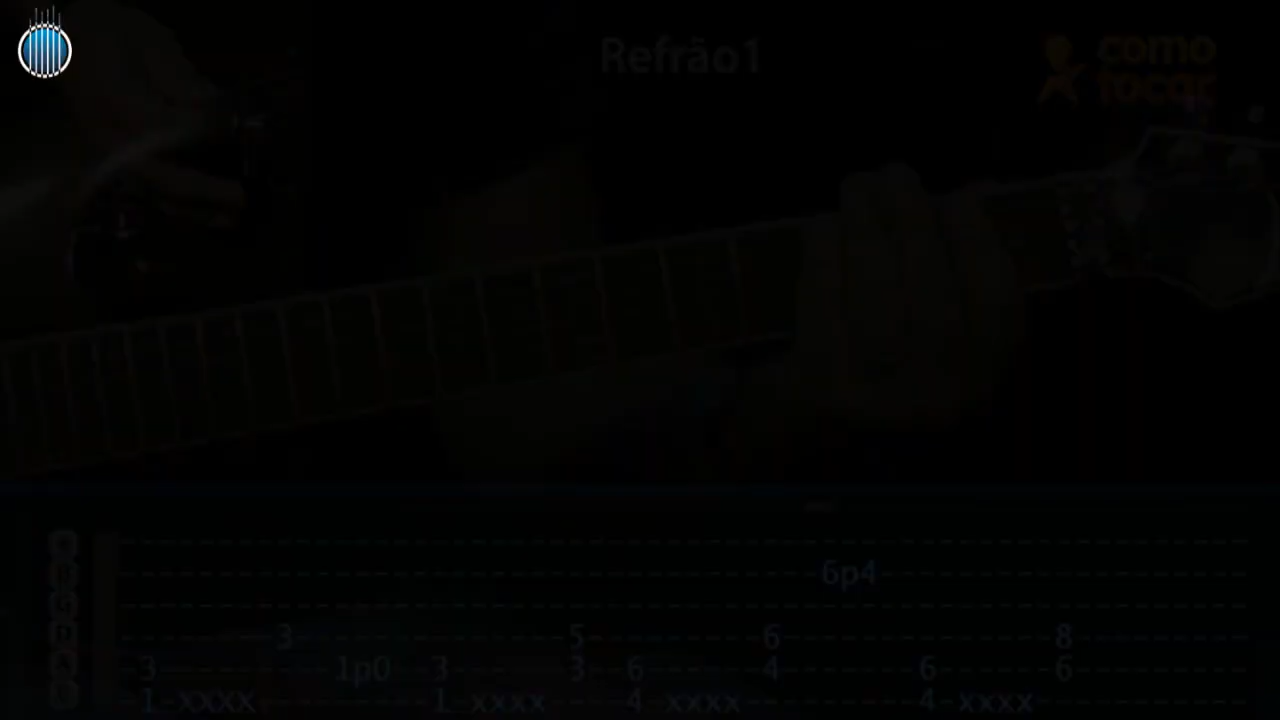 Refrão1
como
tocar
6p4
3 5 6 8
3 1p0 3 3 6 4 6 6
1 xxxx 1 xxxx 4 xxxx 4 xxxx